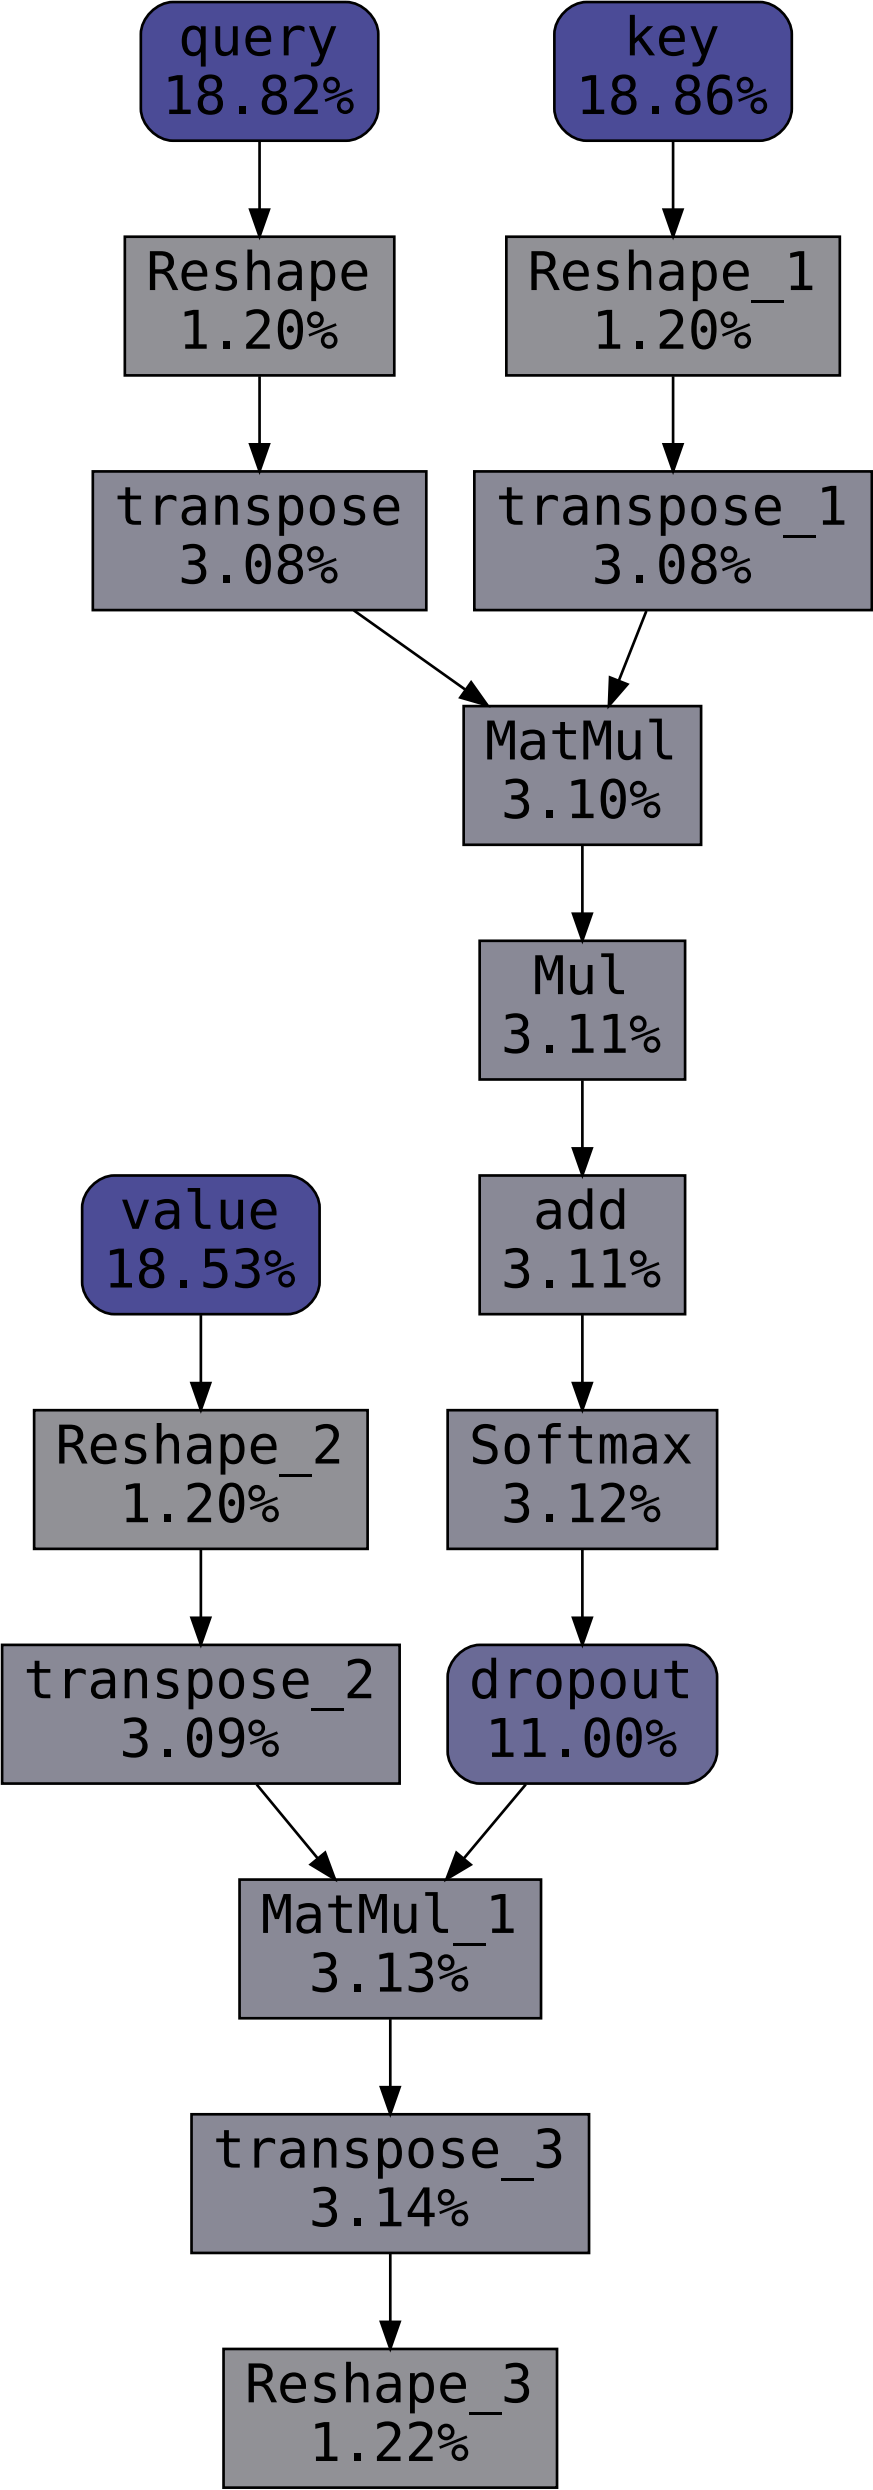 query
18.82%
key
18.86%
Reshape
1.20%
Reshape_1
1.20%
transpose
3.08%
transpose_1
3.08%
MatMul
3.10%
Mul
3.11%
add
3.11%
value
18.53%
Reshape_2
1.20%
Softmax
3.12%
transpose_2
3.09%
dropout
11.00%
MatMul_1
3.13%
transpose_3
3.14%
Reshape_3
1.22%